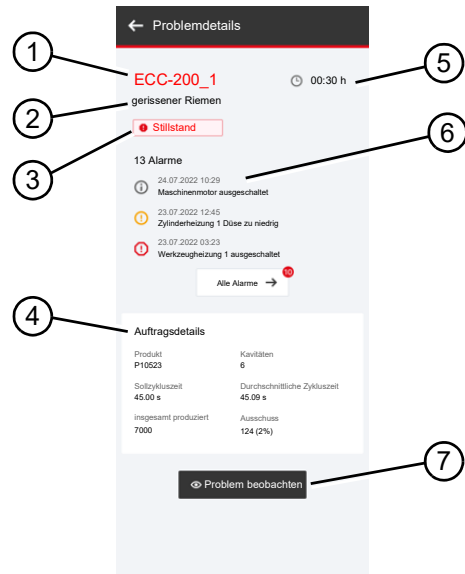 Problemdetails
1
ECC-200_1
00:30 h
5
2
gerissener Riemen
3
Stillstand
6
13 Alarme
24.07.2022 10:29
Maschinenmotor ausgeschaltet
23.07.2022 12:45
Zylinderheizung 1 Düse zu niedrig
23.07.2022 03:23
Werkzeugheizung 1 ausgeschaltet
Alle Alarme
10
4
Auftragsdetails
Produkt
Kavitäten
P10523
6
Sollzykluszeit
Durchschnittliche Zykluszeit
45.00 s
45.09 s
insgesamt produziert
Ausschuss
7000
124 (2%)
7
Problem beobachten